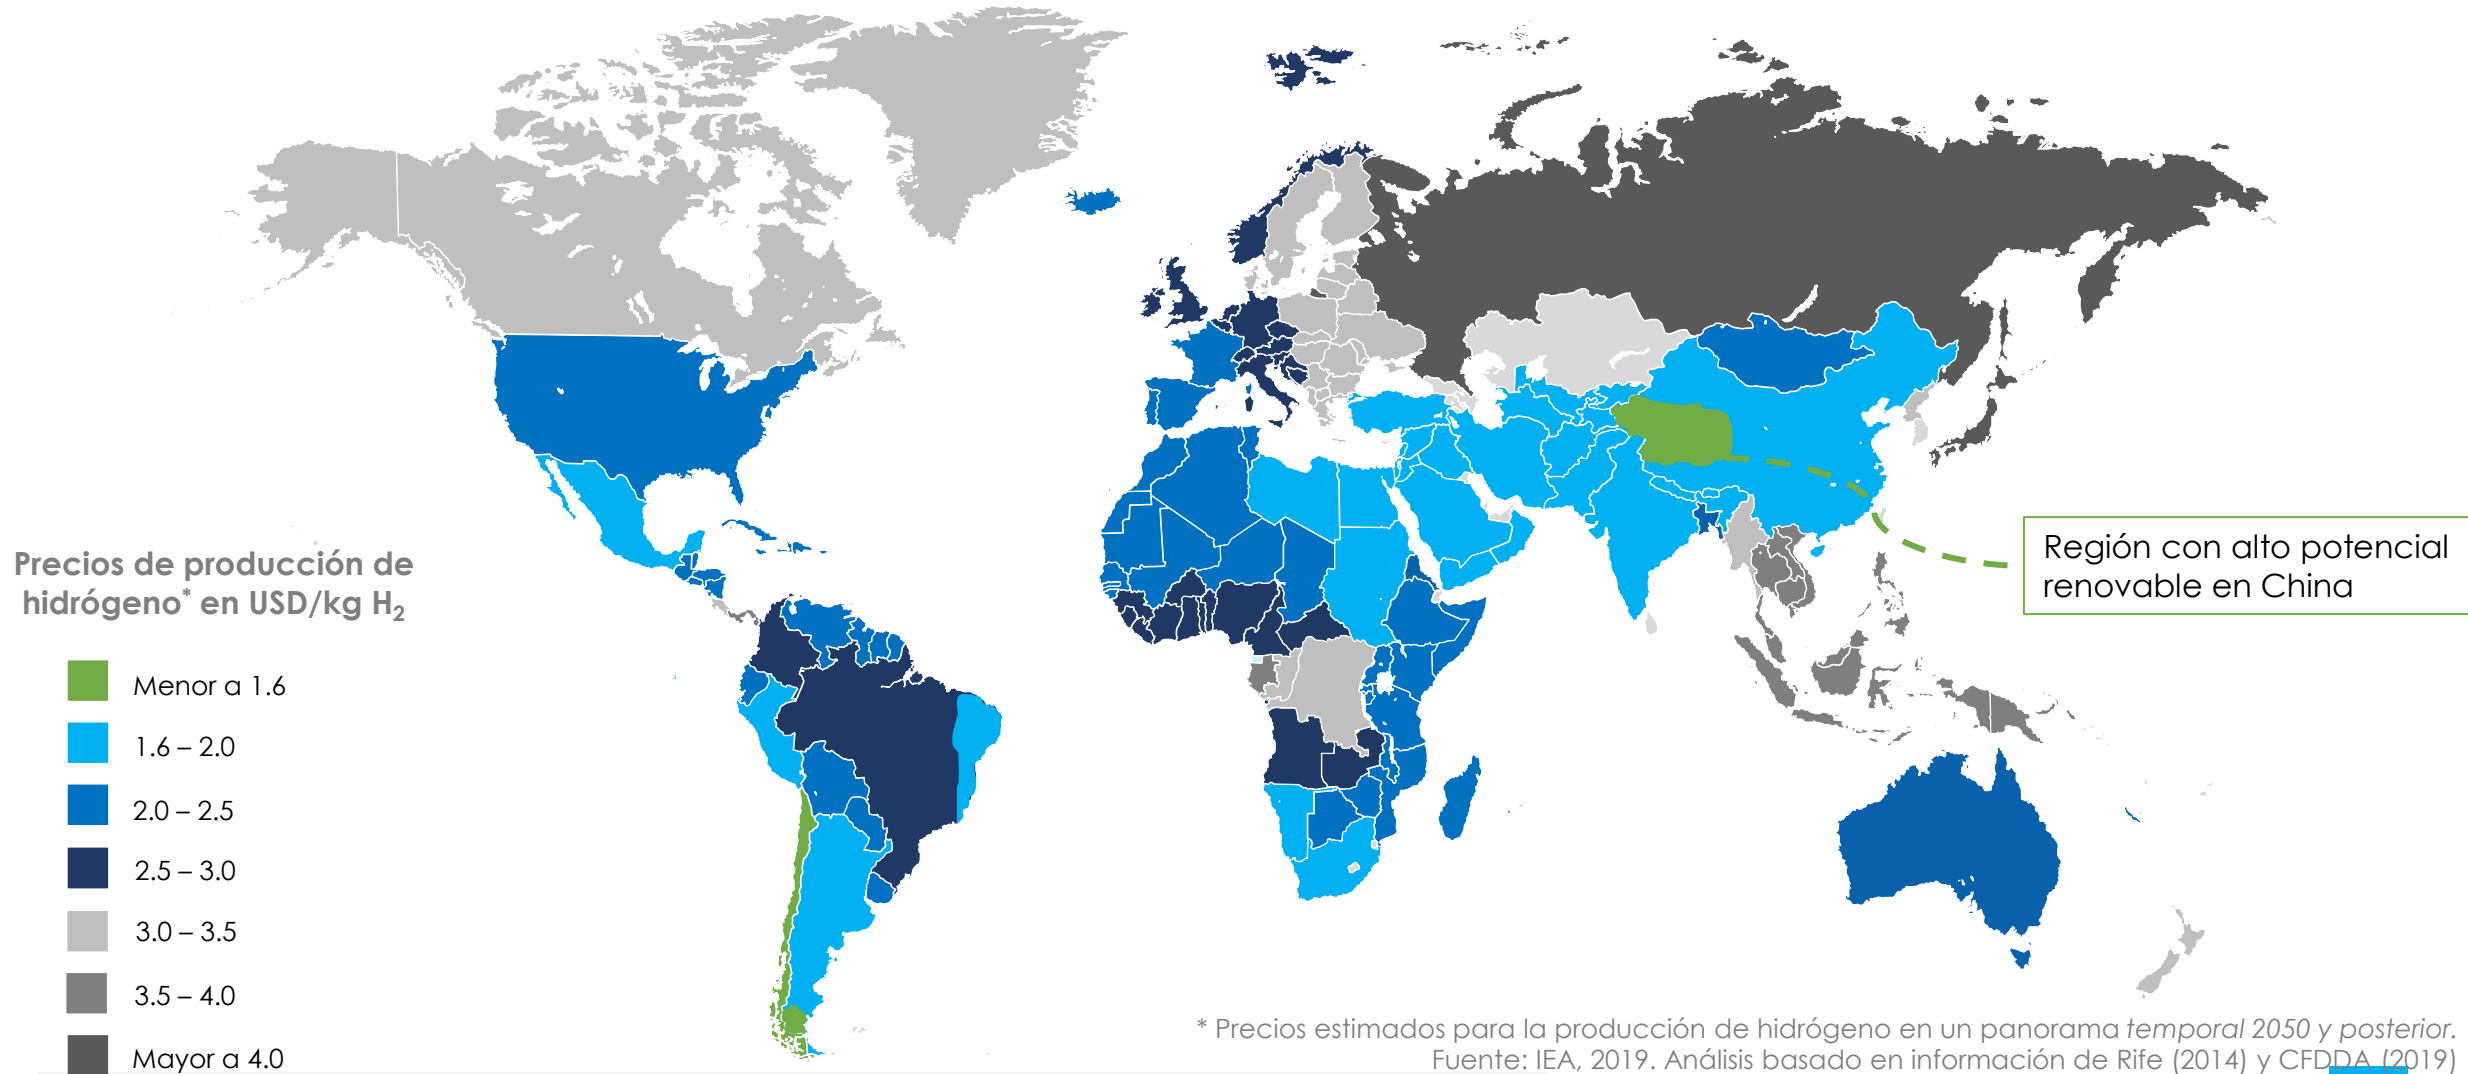 Precios de producción de
hidrógeno* en USD/kg H₂
Menor a 1.6
1.6 – 2.0
2.0 – 2.5
2.5 – 3.0
3.0 – 3.5
3.5 – 4.0
Mayor a 4.0
Región con alto potencial
renovable en China
* Precios estimados para la producción de hidrógeno en un panorama temporal 2050 y posterior.
Fuente: IEA, 2019. Análisis basado en información de Rife (2014) y CFDDA (2019)